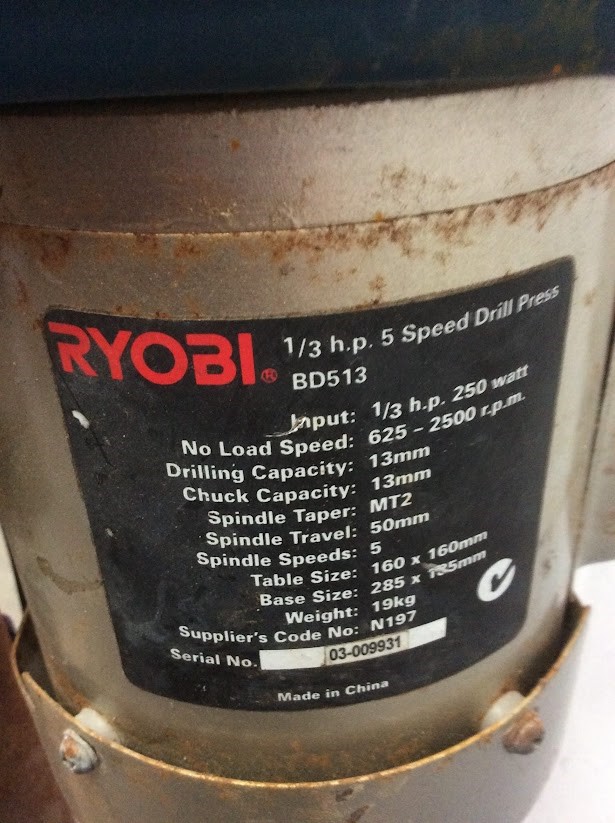 RYOBI® 1/3 h.p. 5 Speed Drill Press
BD513
Input: 1/3 h.p. 250 watt
No Load Speed: 625 - 2500 r.p.m.
Drilling Capacity: 13mm
Chuck Capacity: 13mm
Spindle Taper: MT2
Spindle Travel: 50mm
Spindle Speeds: 5
Table Size: 160 x 160mm
Base Size: 285 x 185mm
Weight: 19kg
Supplier's Code No: N197
Serial No. 03-009931
Made in China